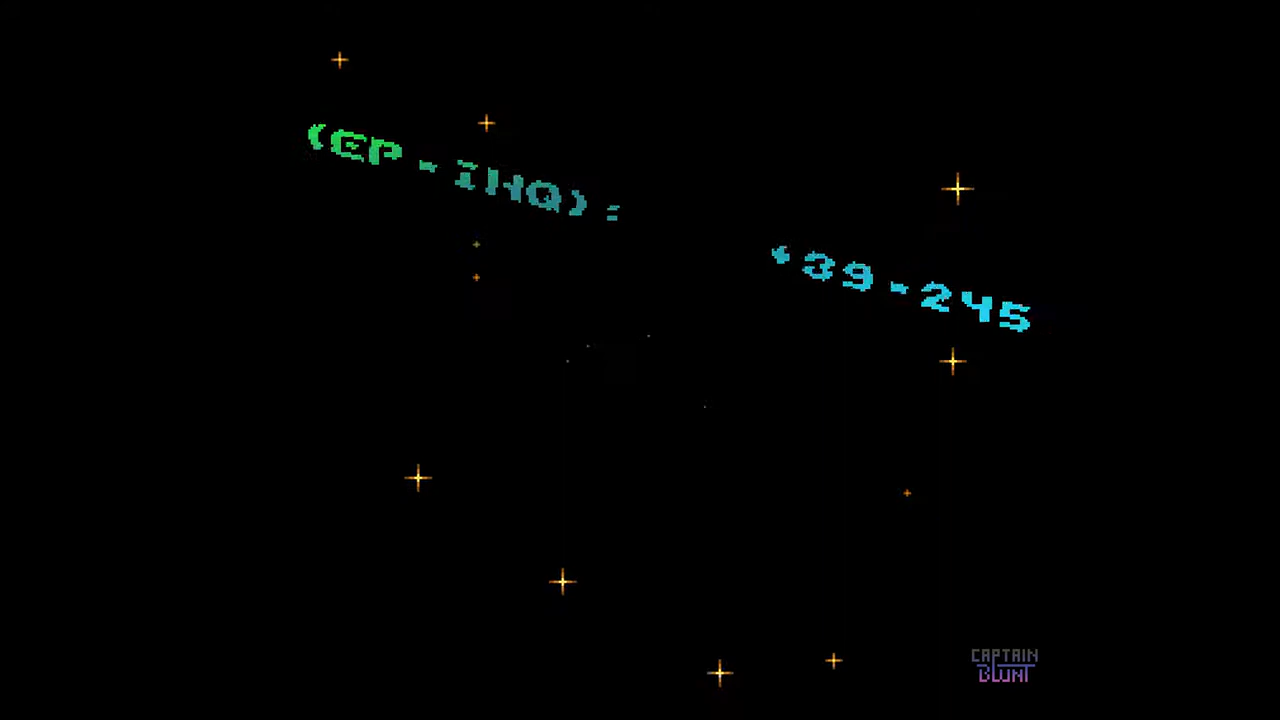 (EP - IHQ) = +39-245
CAPTAIN
BLUNT